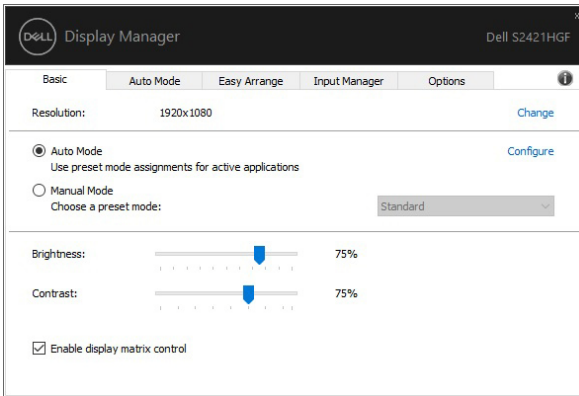 DELL Display Manager Dell S2421HGF
Basic Auto Mode Easy Arrange Input Manager Options
Resolution: 1920x1080 Change
Auto Mode Configure
Use preset mode assignments for active applications
Manual Mode
Choose a preset mode: Standard
Brightness: 75%
Contrast: 75%
Enable display matrix control